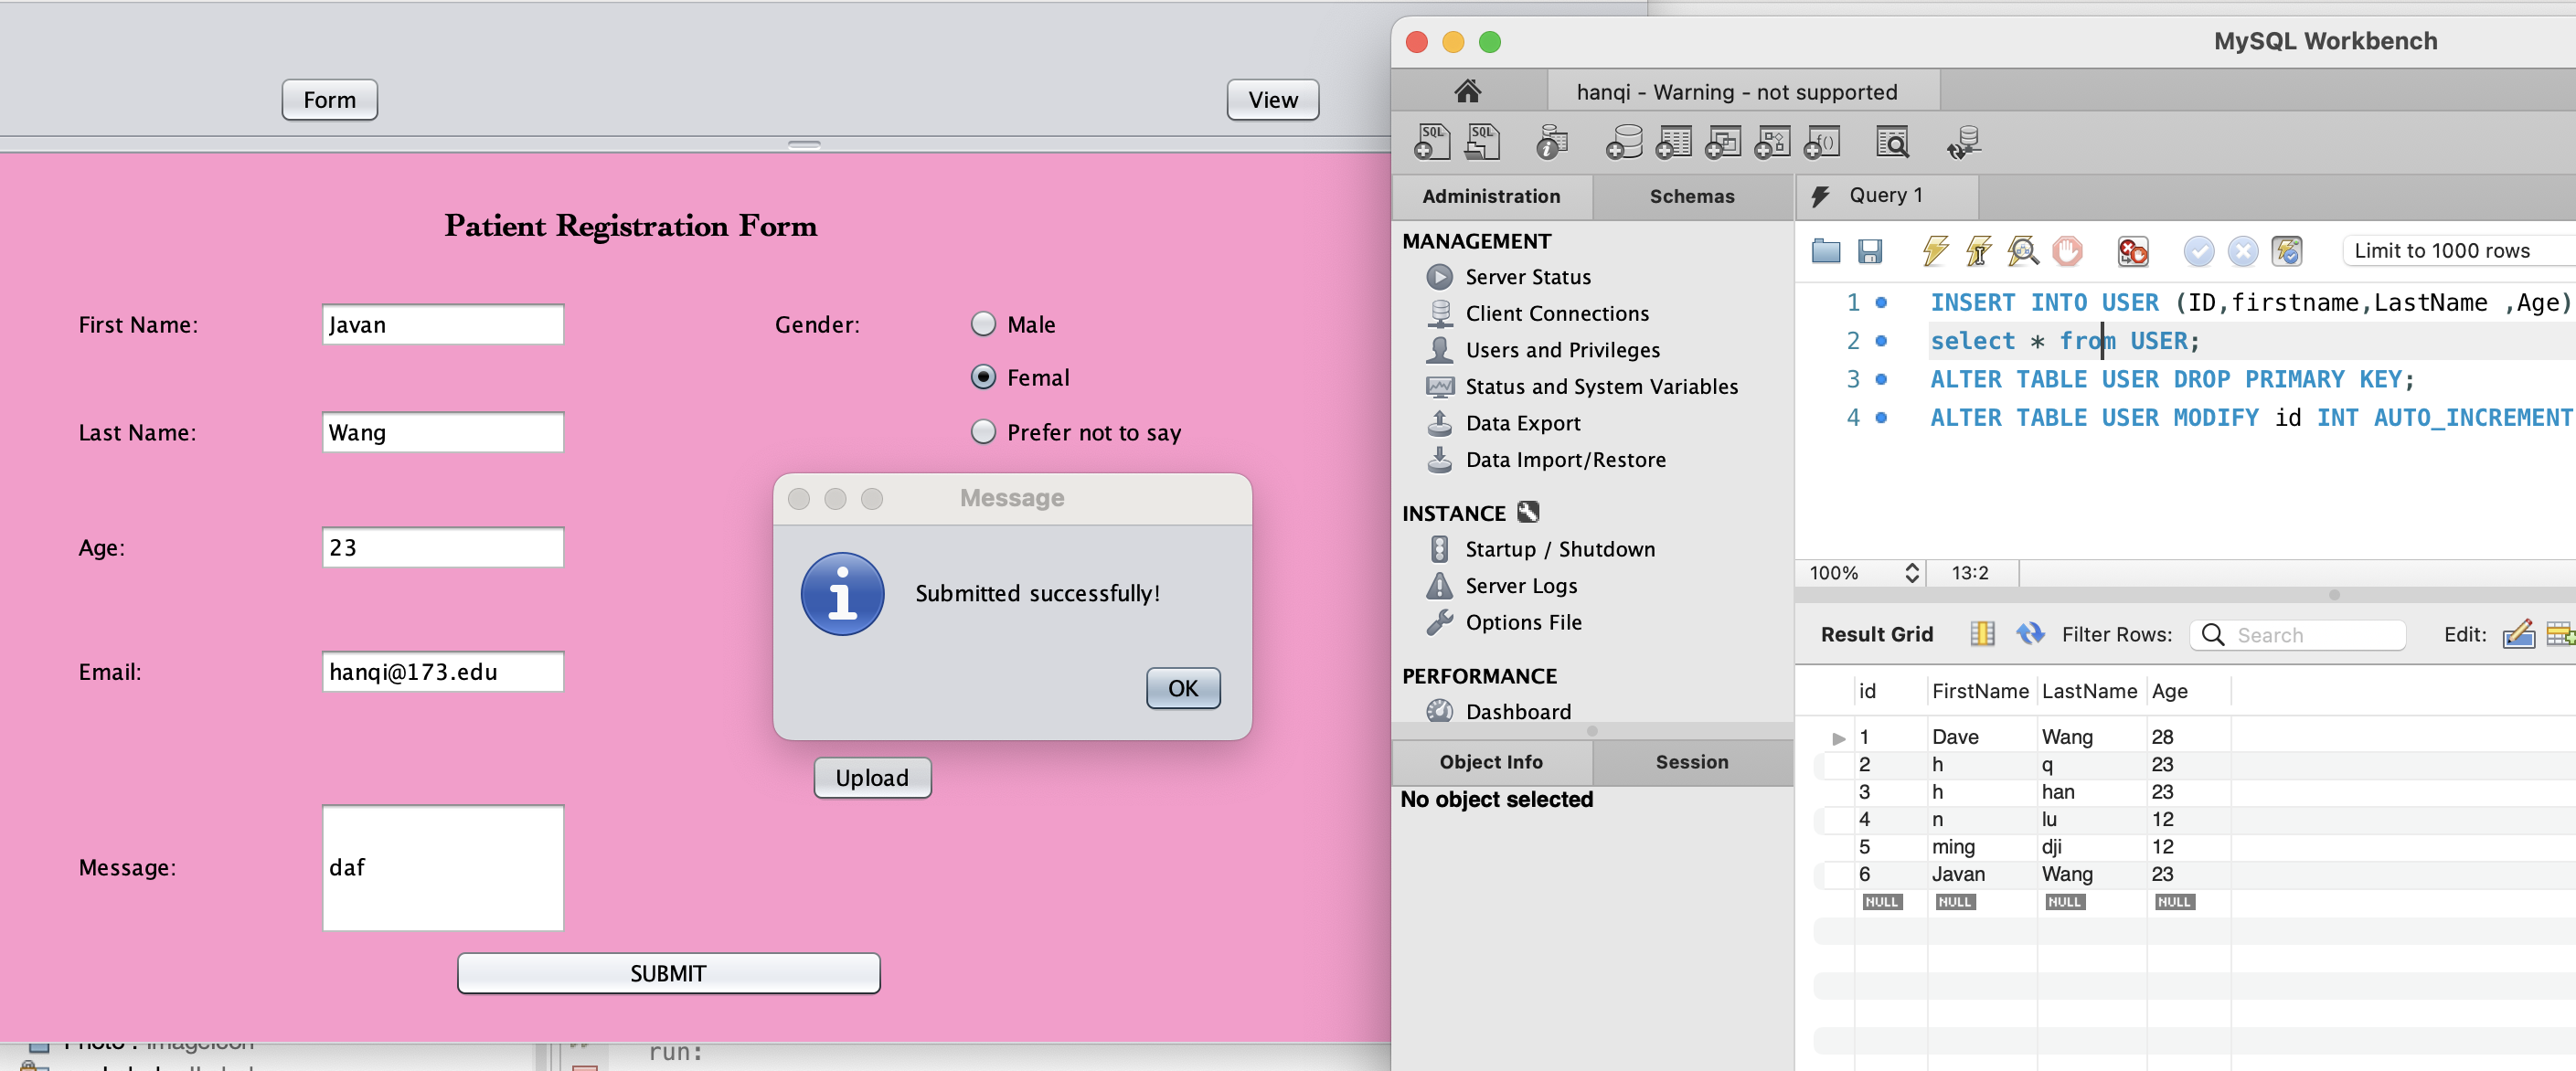 Form
View
Patient Registration Form
First Name:
Javan
Gender:
Male
Femal
Last Name:
Wang
Prefer not to say
Message
Age:
23
Submitted successfully!
Email:
hanqi@173.edu
OK
Upload
Message:
daf
SUBMIT
run:
MySQL Workbench
hanqi - Warning - not supported
SQL
SQL
Administration
Schemas
MANAGEMENT
Server Status
Client Connections
Users and Privileges
Status and System Variables
Data Export
Data Import/Restore
INSTANCE
Startup / Shutdown
Server Logs
Options File
PERFORMANCE
Dashboard
Object Info
Session
No object selected
Query 1
Limit to 1000 rows
1 INSERT INTO USER (ID,firstname,LastName ,Age)
2 select * from USER;
3 ALTER TABLE USER DROP PRIMARY KEY;
4 ALTER TABLE USER MODIFY id INT AUTO_INCREMENT
100% 13:2
Result Grid Filter Rows: Search Edit:
id FirstName LastName Age
1 Dave Wang 28
2 h q 23
3 h han 23
4 n lu 12
5 ming dji 12
6 Javan Wang 23
NULL NULL NULL NULL